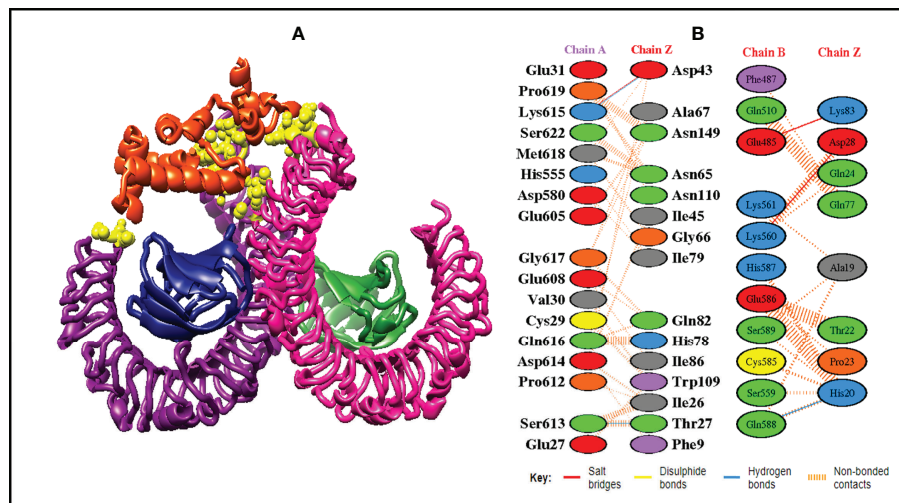 A
B
Chain A Chain Z
Glu31 Asp43
Pro619
Lys615 Ala67
Ser622 Asn149
Met618
His555 Asn65
Asp580 Asn110
Glu605 Ile45
Gly66
Gly617 Ile79
Glu608
Val30
Cys29 Gln82
Gln616 His78
Asp614 Ile86
Pro612 Trp109
Ile26
Ser613 Thr27
Glu27 Phe9
Chain B Chain Z
Phe487
Gln510 Lys83
Glu485 Asp28
Gln24
Lys561 Gln77
Lys560
His587 Ala19
Glu586
Ser589 Thr22
Cys585 Pro23
Ser559 His20
Gln588
Key: Salt bridges Disulphide bonds Hydrogen bonds Non-bonded contacts